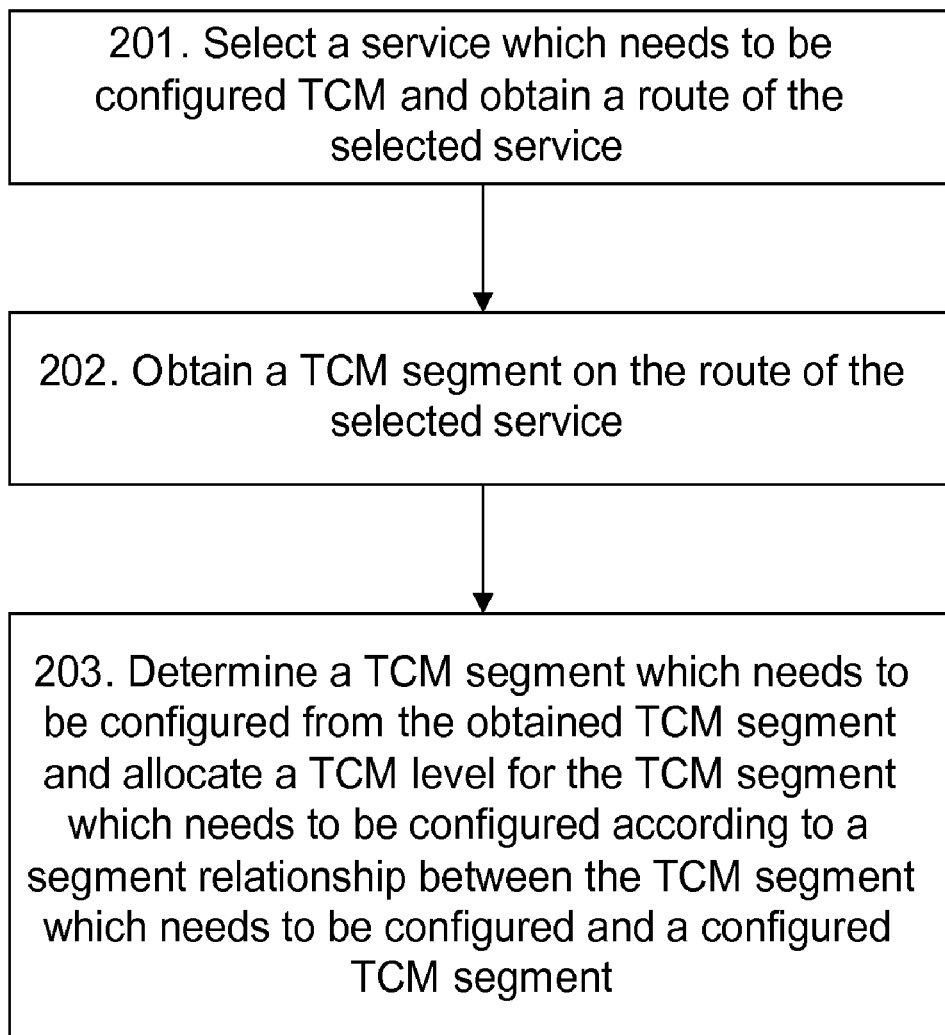 201. Select a service which needs to be
configured TCM and obtain a route of the
selected service
202. Obtain a TCM segment on the route of the
selected service
203. Determine a TCM segment which needs to
be configured from the obtained TCM segment
and allocate a TCM level for the TCM segment
which needs to be configured according to a
segment relationship between the TCM segment
which needs to be configured and a configured
TCM segment